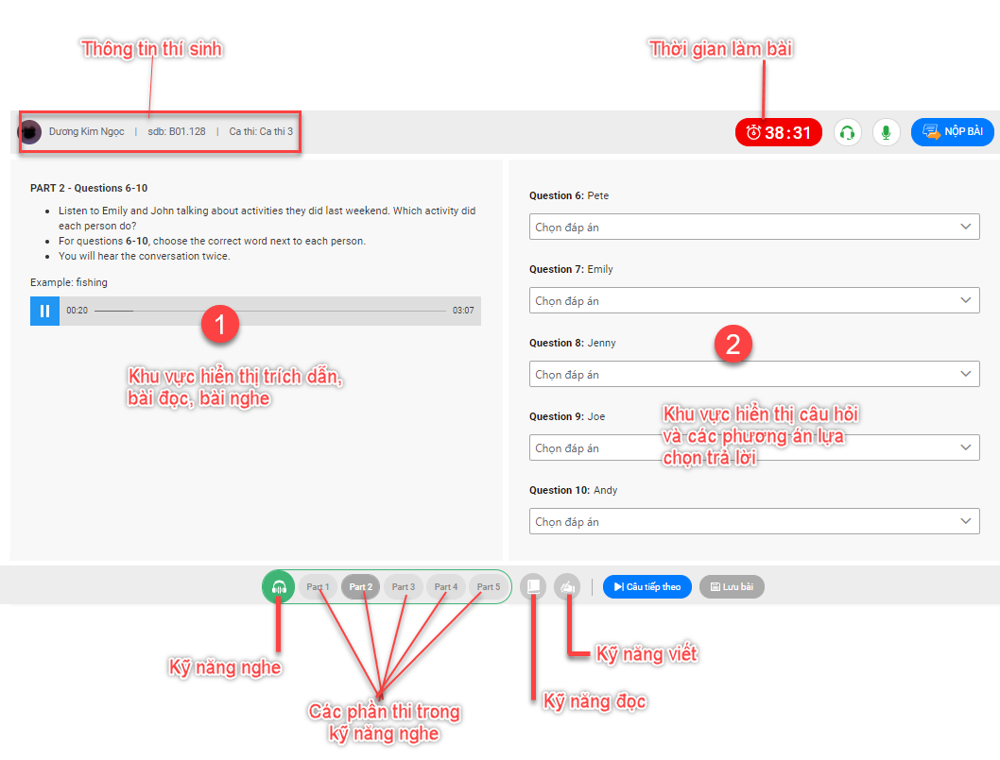 Thông tin thí sinh
Thời gian làm bài
Dương Kim Ngọc | sdb: B01.128 | Ca thi: Ca thi 3
38:31
NỘP BÀI
PART 2 - Questions 6-10
Listen to Emily and John talking about activities they did last weekend. Which activity did
each person do?
For questions 6-10, choose the correct word next to each person.
You will hear the conversation twice.
Example: fishing
00:20
03:07
1
Khu vực hiển thị trích dẫn,
bài đọc, bài nghe
Question 6: Pete
Chọn đáp án
Question 7: Emily
Chọn đáp án
2
Question 8: Jenny
Chọn đáp án
Question 9: Joe
Khu vực hiển thị câu hỏi
và các phương án lựa
chọn trả lời
Chọn đáp án
Question 10: Andy
Chọn đáp án
Part 1
Part 2
Part 3
Part 4
Part 5
Câu tiếp theo
Lưu bài
Kỹ năng nghe
Kỹ năng viết
Kỹ năng đọc
Các phần thi trong
kỹ năng nghe